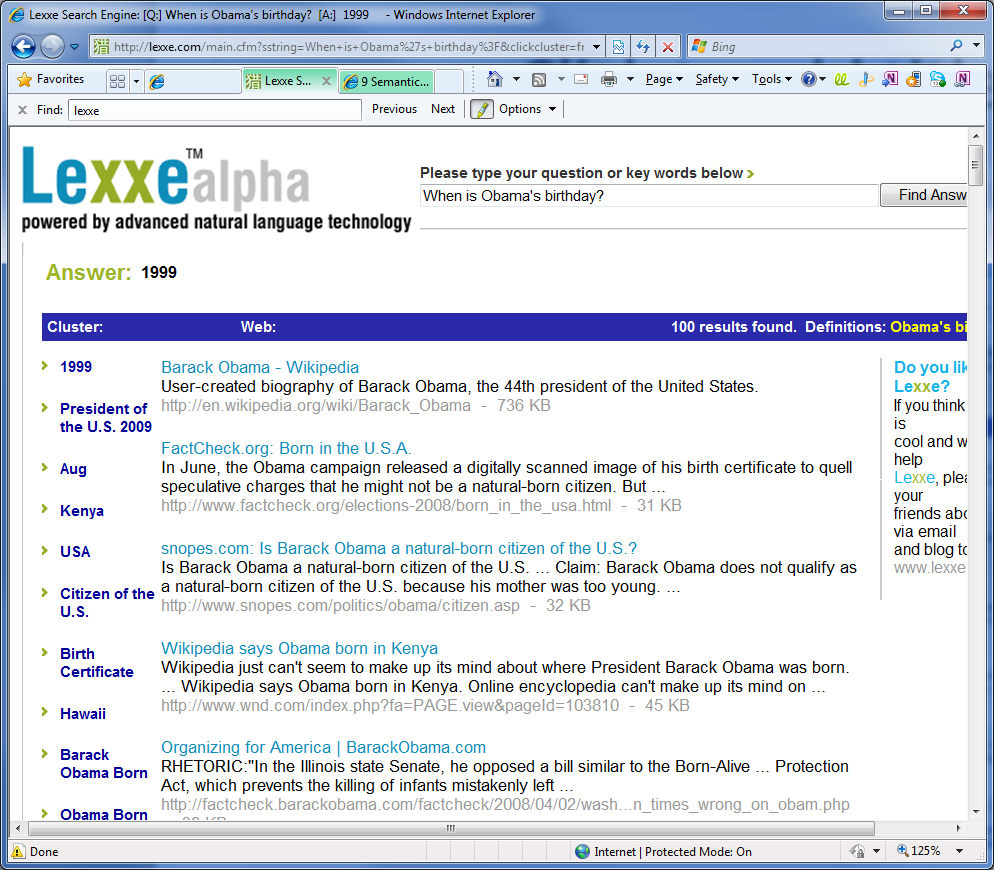 Lexxe Search Engine: [Q:] When is Obama's birthday? [A:] 1999 - Windows Internet Explorer
http://lexxe.com/main.cfm?sstring=When+is+Obama%27s+birthday%3F&clickcluster=fr
Bing
Favorites
Lexxe S...
9 Semantic...
Page
Safety
Tools
Find: lexxe
Previous Next Options
Lexxe™alpha
powered by advanced natural language technology
Please type your question or key words below
When is Obama's birthday?
Find Answ
Answer: 1999
Cluster: Web: 100 results found. Definitions: Obama's bi
1999
President of
the U.S. 2009
Aug
Kenya
USA
Citizen of the
U.S.
Birth
Certificate
Hawaii
Barack
Obama Born
Obama Born
Barack Obama - Wikipedia
User-created biography of Barack Obama, the 44th president of the United States.
http://en.wikipedia.org/wiki/Barack_Obama - 736 KB
FactCheck.org: Born in the U.S.A.
In June, the Obama campaign released a digitally scanned image of his birth certificate to quell
speculative charges that he might not be a natural-born citizen. But ...
http://www.factcheck.org/elections-2008/born_in_the_usa.html - 31 KB
snopes.com: Is Barack Obama a natural-born citizen of the U.S.?
Is Barack Obama a natural-born citizen of the U.S. ... Claim: Barack Obama does not qualify as
a natural-born citizen of the U.S. because his mother was too young. ...
http://www.snopes.com/politics/obama/citizen.asp - 32 KB
Wikipedia says Obama born in Kenya
Wikipedia just can't seem to make up its mind about where President Barack Obama was born.
... Wikipedia says Obama born in Kenya. Online encyclopedia can't make up its mind on ...
http://www.wnd.com/index.php?fa=PAGE.view&pageId=103810 - 45 KB
Organizing for America | BarackObama.com
RHETORIC:"In the Illinois state Senate, he opposed a bill similar to the Born-Alive ... Protection
Act, which prevents the killing of infants mistakenly left ...
http://factcheck.barackobama.com/factcheck/2008/04/02/wash...n_times_wrong_on_obam.php
Do you lik
Lexxe?
If you think
is
cool and w
help
Lexxe, plea
your
friends abo
via email
and blog to
www.lexxe
Done
Internet | Protected Mode: On
125%